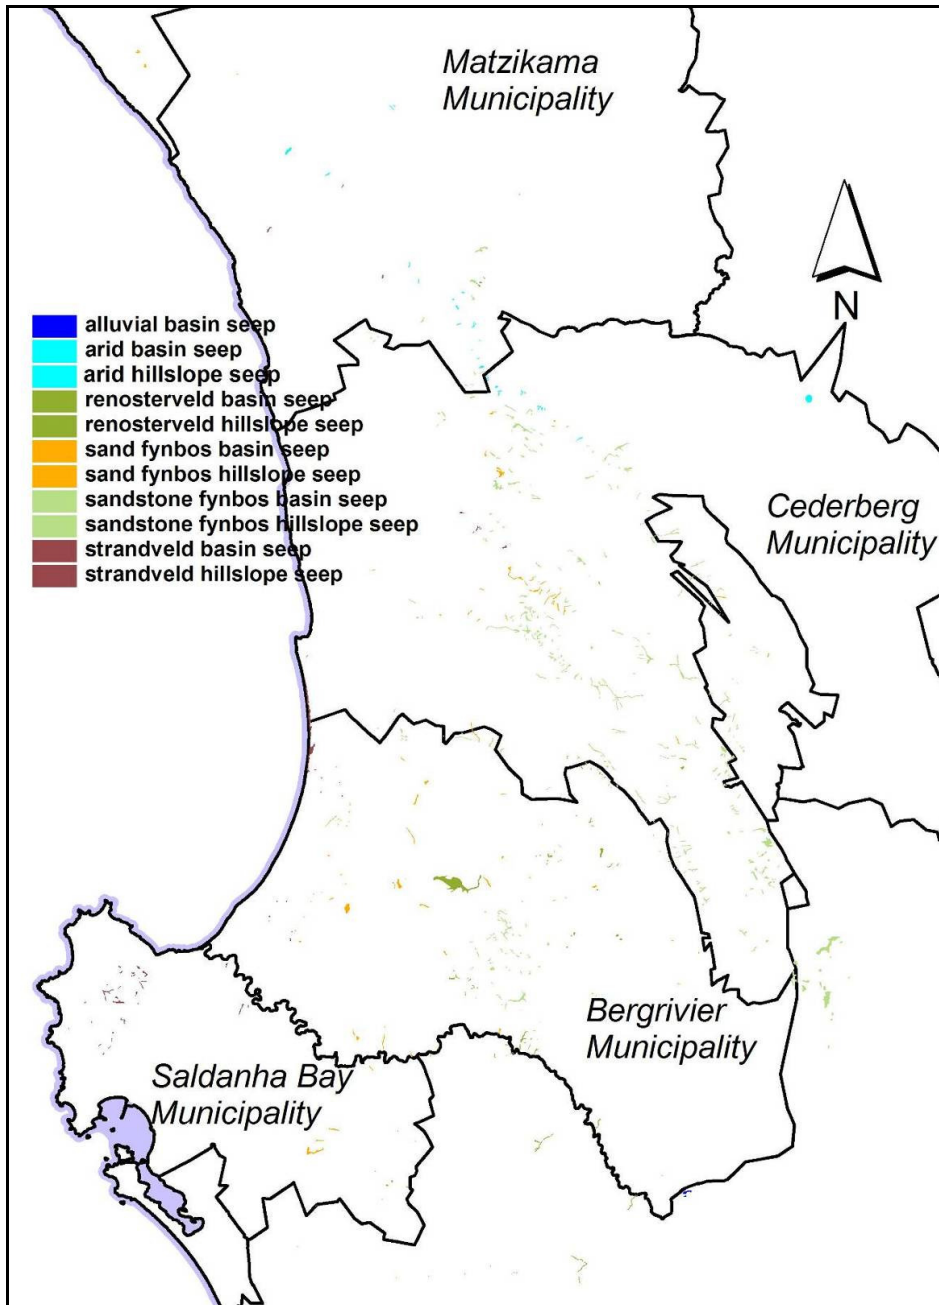 Matzikama
Municipality
N
alluvial basin seep
arid basin seep
arid hillslope seep
renosterveld basin seep
renosterveld hillslope seep
sand fynbos basin seep
sand fynbos hillslope seep
sandstone fynbos basin seep
sandstone fynbos hillslope seep
strandveld basin seep
strandveld hillslope seep
Cederberg
Municipality
Bergrivier
Municipality
Saldanha Bay
Municipality